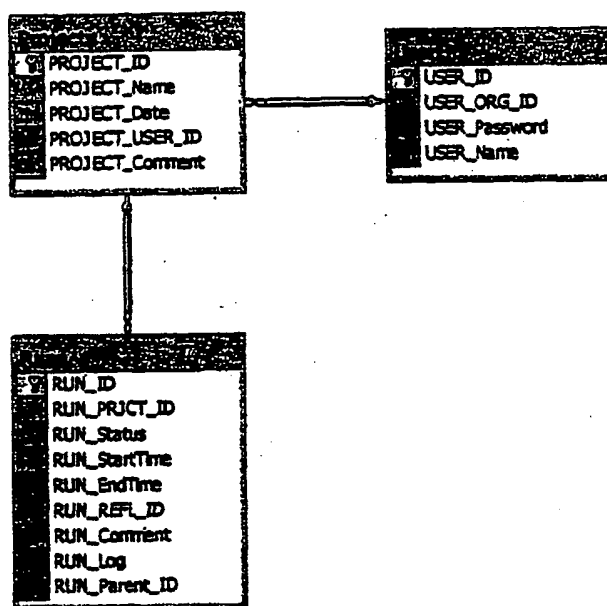 PROJECT_ID
PROJECT_Name
PROJECT_Date
PROJECT_USER_ID
PROJECT_Comment
USER_ID
USER_ORG_ID
USER_Password
USER_Name
RUN_ID
RUN_PRJCT_ID
RUN_Status
RUN_StartTime
RUN_EndTime
RUN_REFL_ID
RUN_Comment
RUN_Log
RUN_Parent_ID